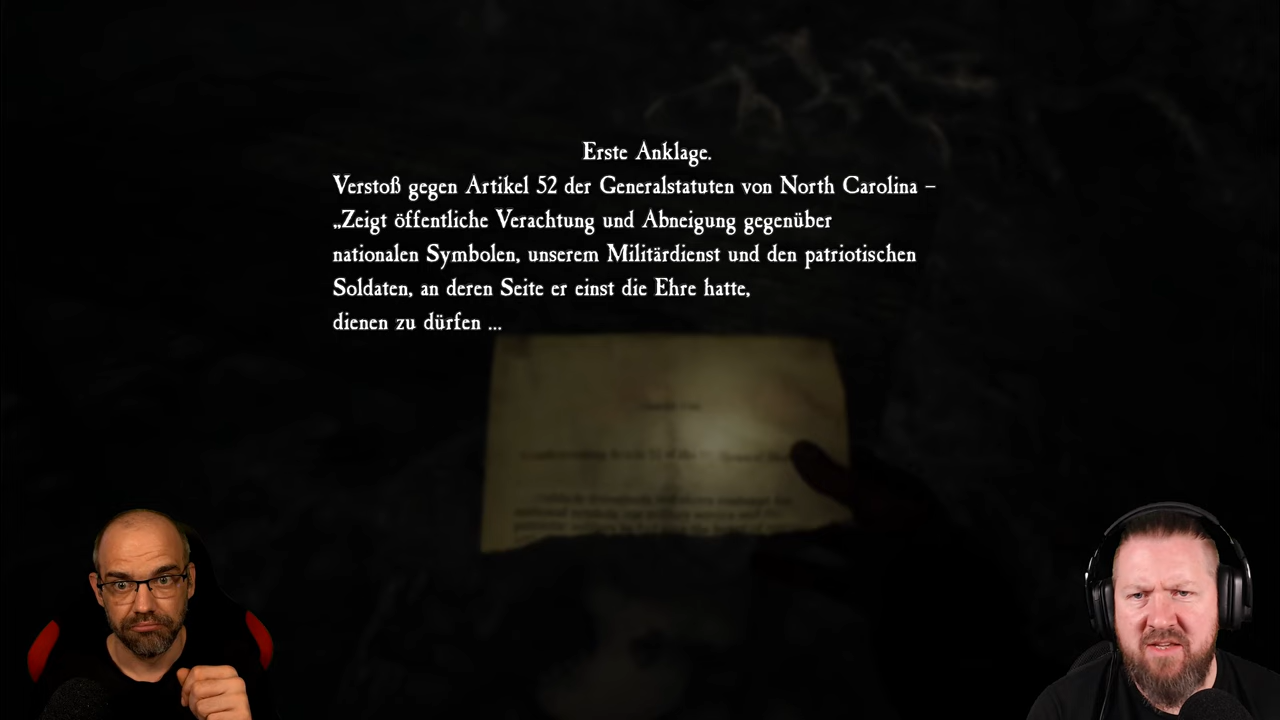 Erste Anklage.
Verstoß gegen Artikel 52 der Generalstatuten von North Carolina –
„Zeigt öffentliche Verachtung und Abneigung gegenüber
nationalen Symbolen, unserem Militärdienst und den patriotischen
Soldaten, an deren Seite er einst die Ehre hatte,
dienen zu dürfen ...